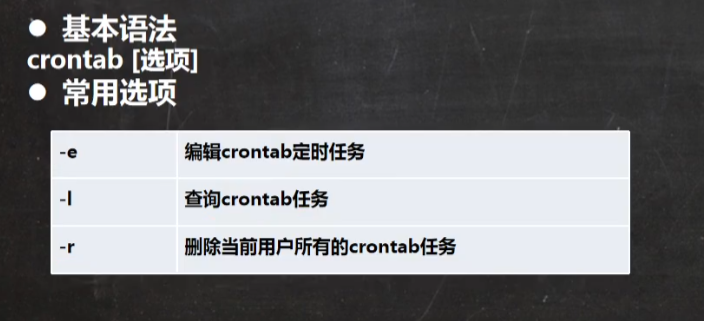 ● 基本语法
crontab [选项]
● 常用选项
-e 编辑crontab定时任务
-l 查询crontab任务
-r 删除当前用户所有的crontab任务